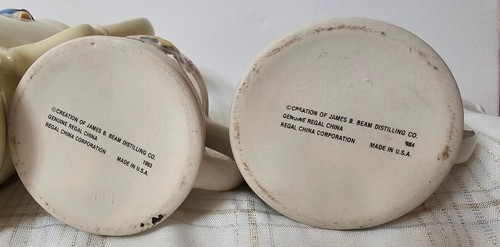 ©CREATION OF JAMES B. BEAM DISTILLING CO.
GENUINE REGAL CHINA 1983
REGAL CHINA CORPORATION MADE IN U.S.A.
©CREATION OF JAMES B. BEAM DISTILLING CO.
GENUINE REGAL CHINA 984
REGAL CHINA CORPORATION MADE IN U.S.A.